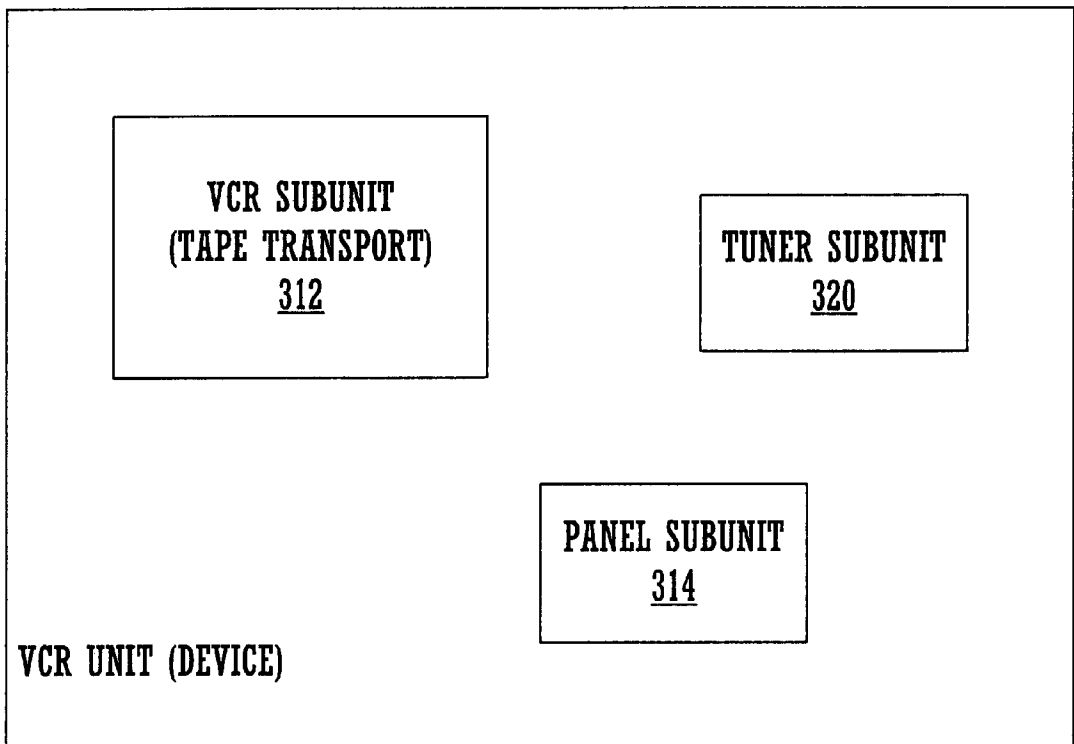 VCR SUBUNIT
(TAPE TRANSPORT)
312
TUNER SUBUNIT
320
PANEL SUBUNIT
314
VCR UNIT (DEVICE)